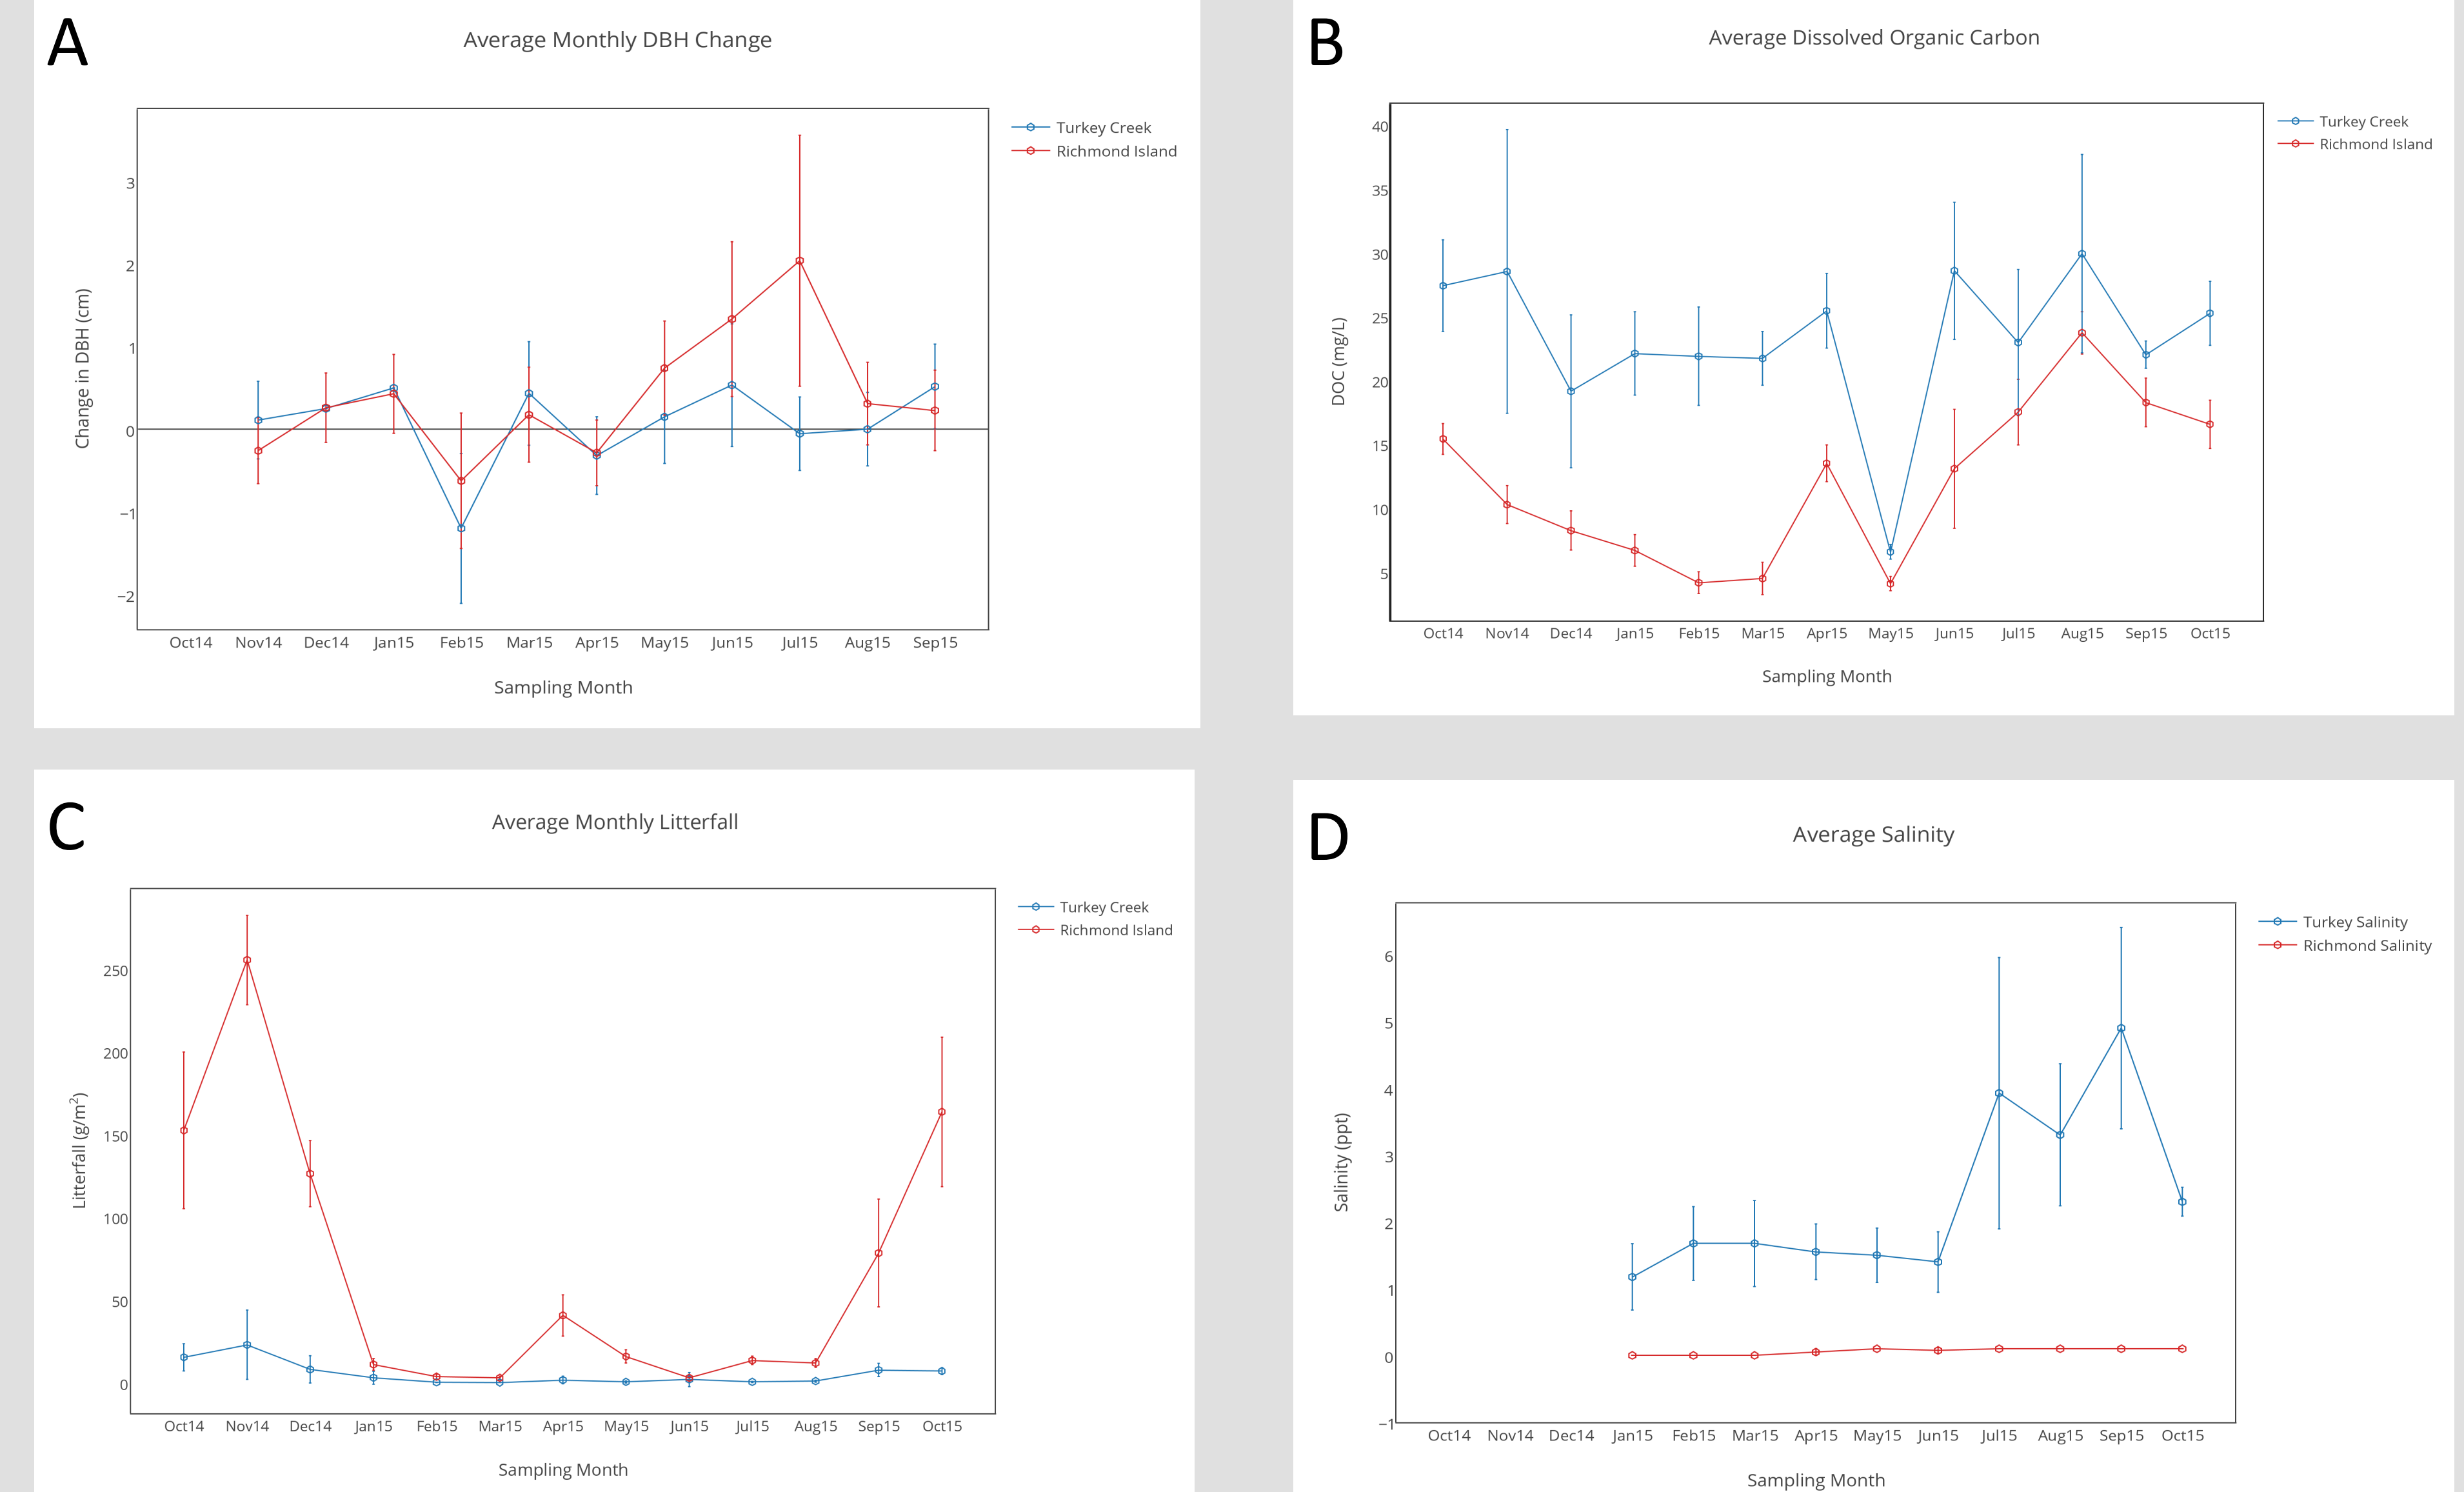 A
Average Monthly DBH Change
Turkey Creek
Richmond Island
Change in DBH (cm)
3
2
1
0
−1
−2
Oct14 Nov14 Dec14 Jan15 Feb15 Mar15 Apr15 May15 Jun15 Jul15 Aug15 Sep15
Sampling Month
B
Average Dissolved Organic Carbon
Turkey Creek
Richmond Island
DOC (mg/L)
40
35
30
25
20
15
10
5
Oct14 Nov14 Dec14 Jan15 Feb15 Mar15 Apr15 May15 Jun15 Jul15 Aug15 Sep15 Oct15
Sampling Month
C
Average Monthly Litterfall
Turkey Creek
Richmond Island
Litterfall (g/m²)
250
200
150
100
50
0
Oct14 Nov14 Dec14 Jan15 Feb15 Mar15 Apr15 May15 Jun15 Jul15 Aug15 Sep15 Oct15
Sampling Month
D
Average Salinity
Turkey Salinity
Richmond Salinity
Salinity (ppt)
6
5
4
3
2
1
0
−1
Oct14 Nov14 Dec14 Jan15 Feb15 Mar15 Apr15 May15 Jun15 Jul15 Aug15 Sep15 Oct15
Sampling Month